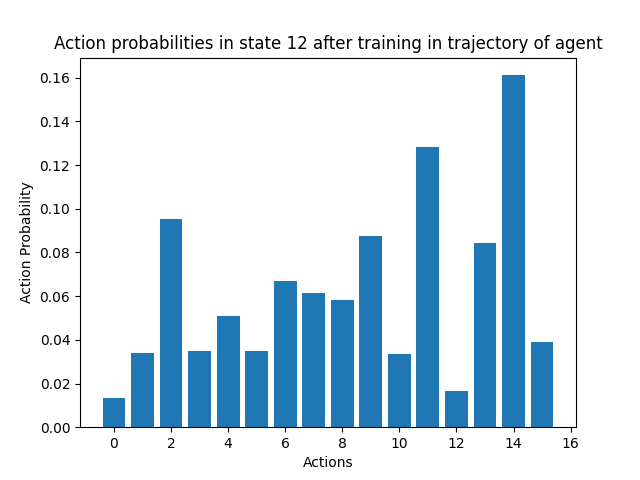 Action probabilities in state 12 after training in trajectory of agent
0.16
0.14
0.12
0.10
0.08
0.06
0.04
0.02
0.00
Action Probability
0 2 4 6 8 10 12 14 16
Actions